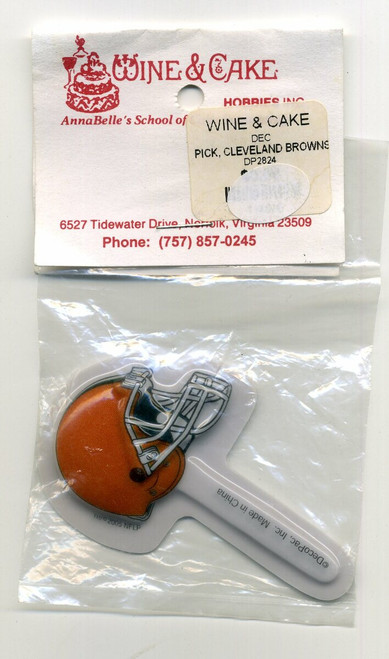 WINE & CAKE
HOBBIES INC
AnnaBelle's School of
WINE & CAKE
DEC
PICK, CLEVELAND BROWNS
DP2824
6527 Tidewater Drive, Norfolk, Virginia 23509
Phone: (757) 857-0245
©DecoPac, Inc. Made in China